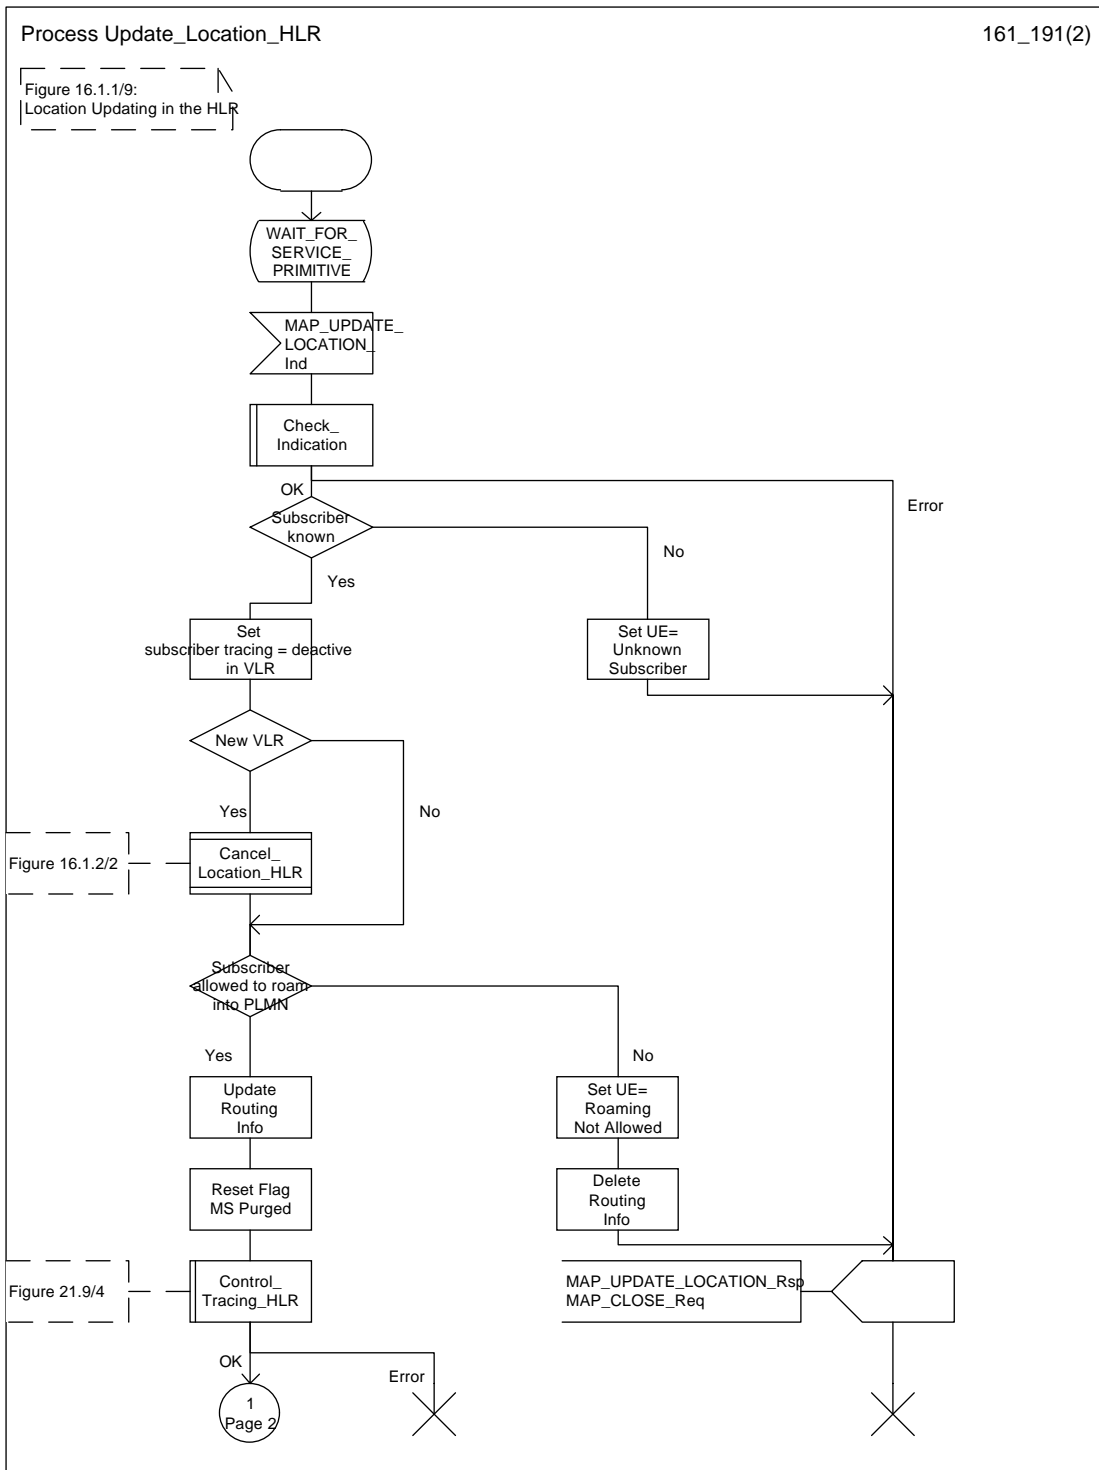 Process Update_Location_HLR
161_191(2)
Figure 16.1.1/9:
Location Updating in the HLR
WAIT_FOR_
SERVICE_
PRIMITIVE
MAP_UPDATE_
LOCATION_
Ind
Check_
Indication
OK
Error
Subscriber
known
No
Yes
Set
subscriber tracing = deactive
in VLR
Set UE=
Unknown
Subscriber
New VLR
Yes
No
Figure 16.1.2/2
Cancel_
Location_HLR
Subscriber
allowed to roam
into PLMN
Yes
No
Update
Routing
Info
Set UE=
Roaming
Not Allowed
Reset Flag
MS Purged
Delete
Routing
Info
Figure 21.9/4
Control_
Tracing_HLR
MAP_UPDATE_LOCATION_Rsp
MAP_CLOSE_Req
OK
Error
1
Page 2